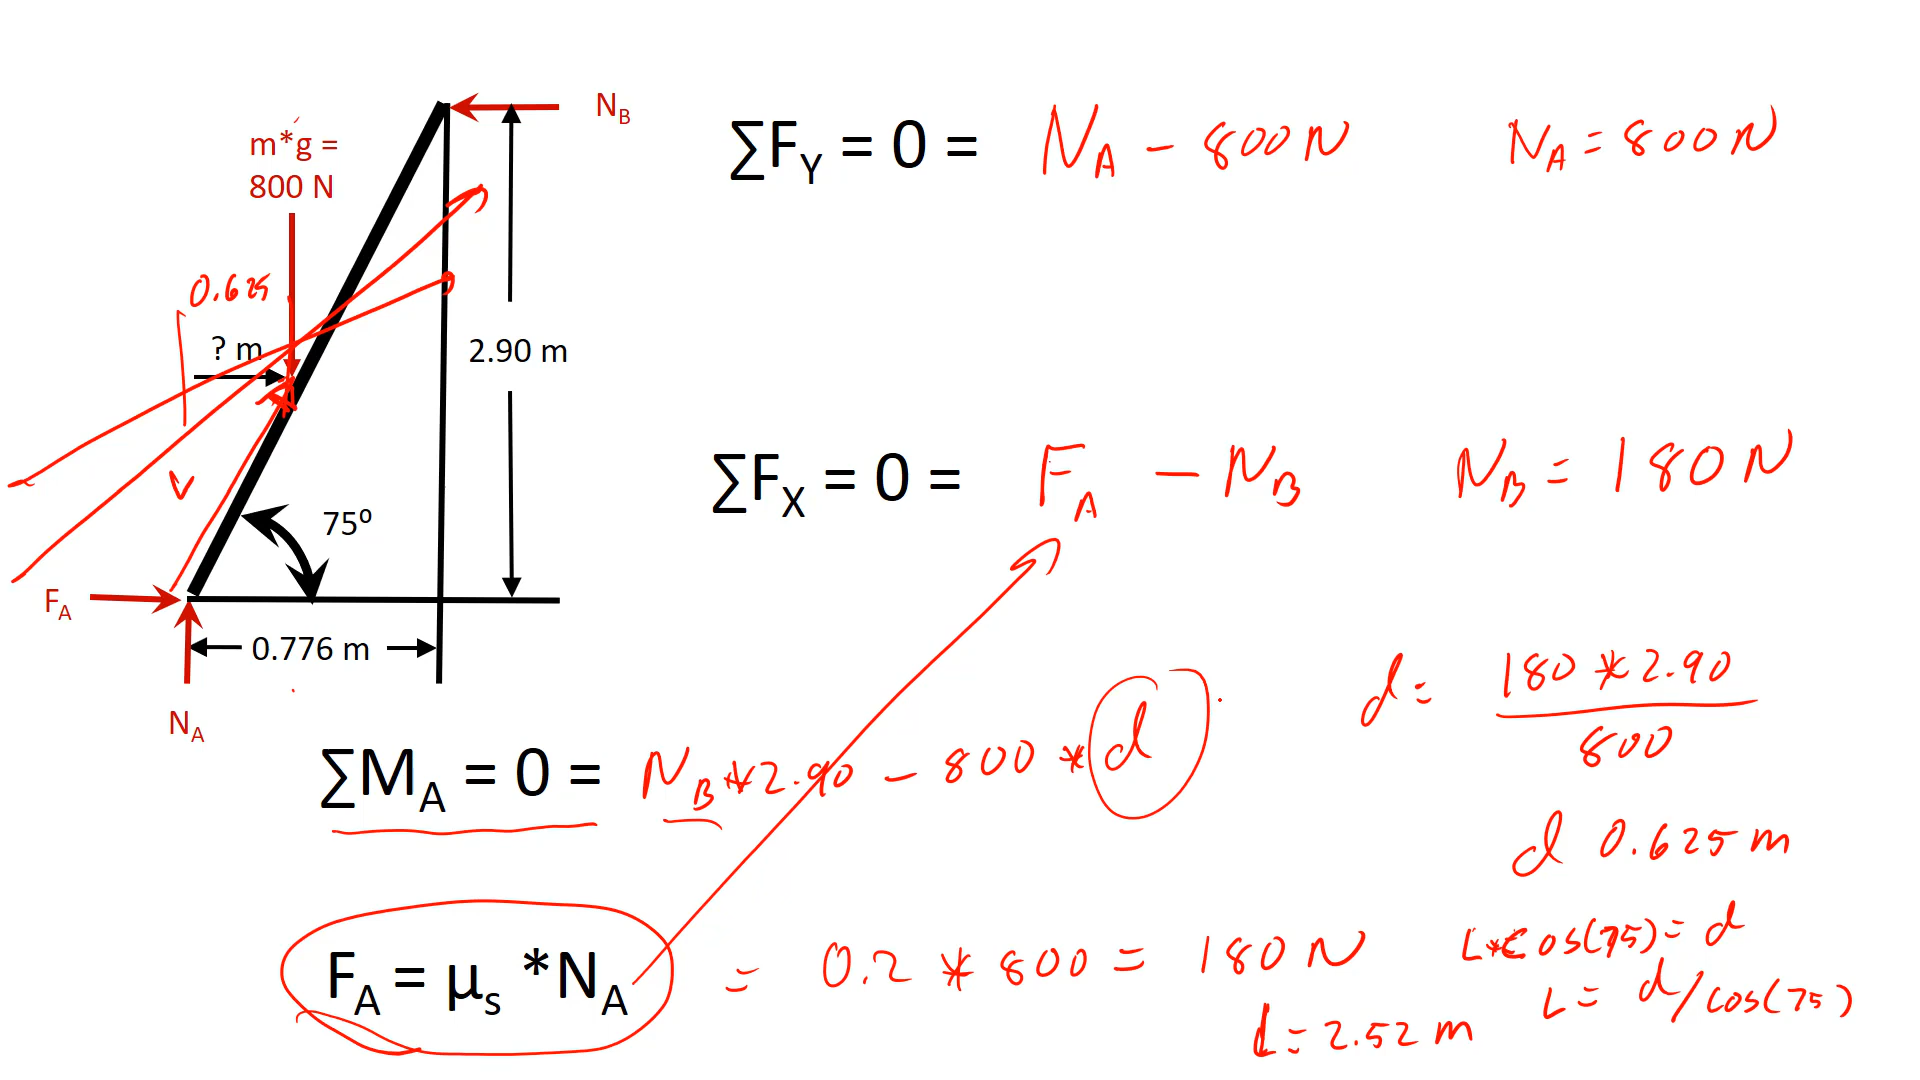 N_B
m*g =
800 N
0.625
? m
2.90 m
75º
F_A
0.776 m
N_A
∑F_Y = 0 = N_A - 800 N
N_A = 800 N
∑F_X = 0 = F_A - N_B
N_B = 180 N
∑M_A = 0 = N_B * 2.90 - 800 * d
d = 180 * 2.90 / 800
d 0.625 m
F_A = μ_s *N_A = 0.2 * 800 = 180 N
L * cos(75) = d
L = d/cos(75)
L = 2.52 m